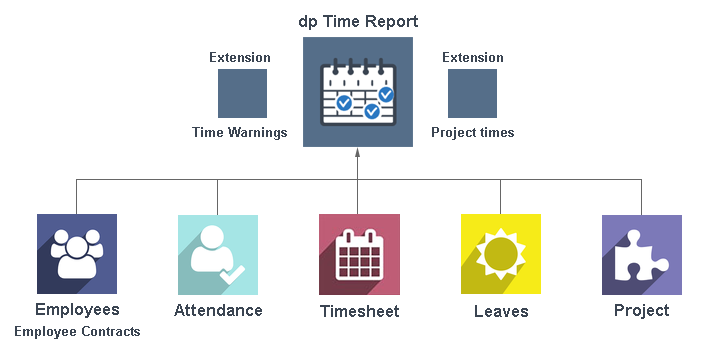 dp Time Report
Extension
Extension
Time Warnings
Project times
Employees
Attendance
Timesheet
Leaves
Project
Employee Contracts